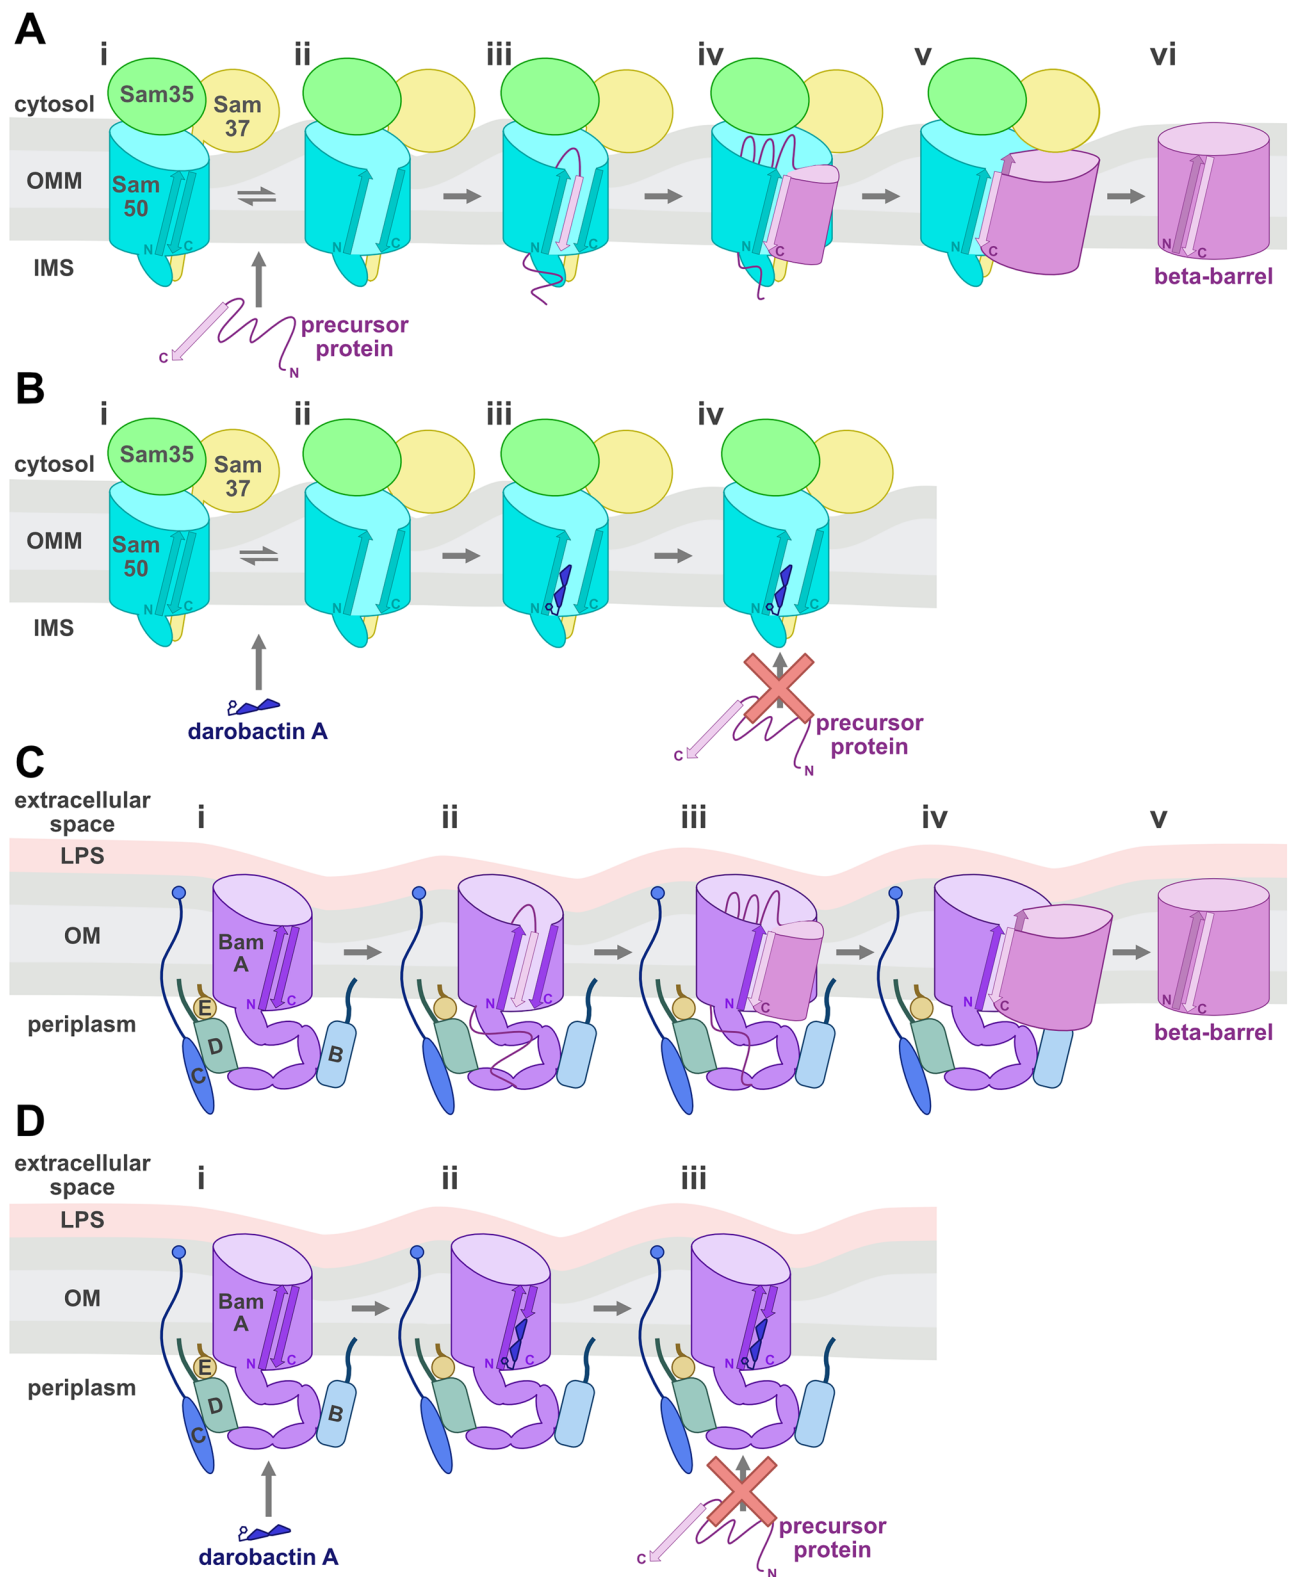 A
i
ii
iii
iv
v
vi
Sam35
Sam
37
cytosol
OMM
Sam
50
IMS
N
C
N
C
N
C
N
C
N
C
N
C
beta-barrel
C
N
precursor
protein
B
i
ii
iii
iv
Sam35
Sam
37
cytosol
OMM
Sam
50
IMS
N
C
N
C
N
C
N
C
darobactin A
C
N
precursor
protein
C
extracellular
space
i
ii
iii
iv
v
LPS
OM
Bam
A
periplasm
E
D
C
B
N
C
N
C
N
C
N
C
N
C
beta-barrel
D
extracellular
space
i
ii
iii
LPS
OM
Bam
A
periplasm
E
D
C
B
N
C
N
C
N
C
darobactin A
C
N
precursor
protein